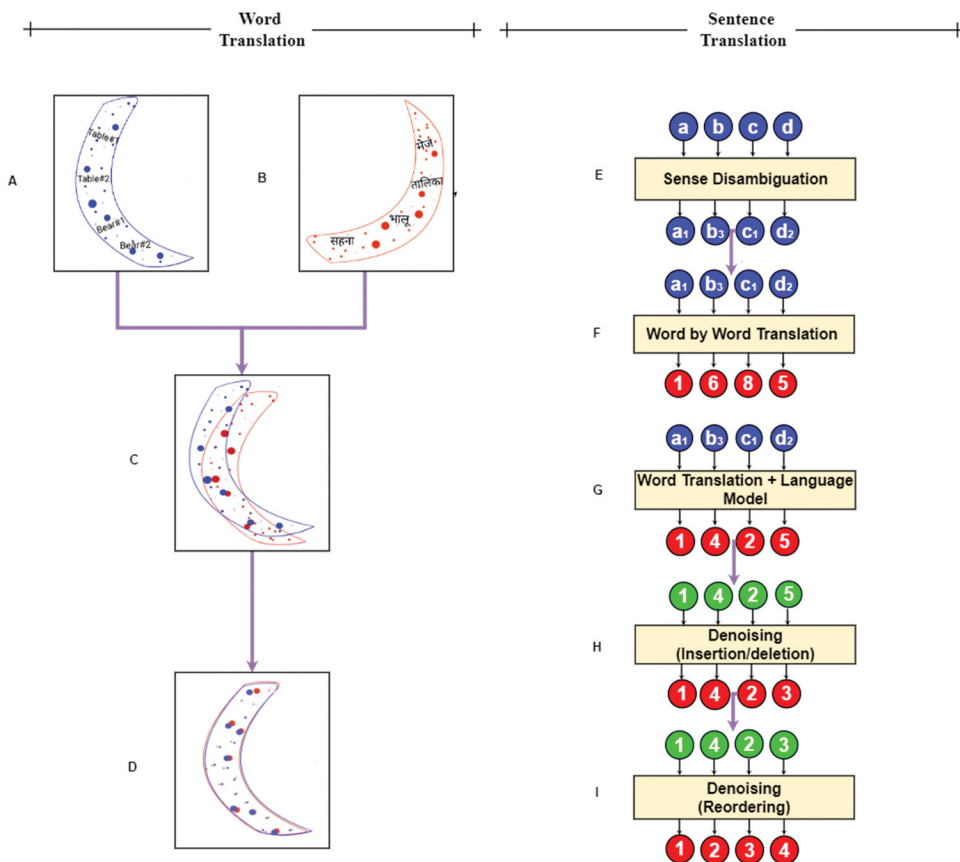 Word
Translation
Sentence
Translation
A
Table#1
Table#2
Bear#1
Bear#2
B
मेज
तालिका
भालू
सहना
C
D
a b c d
E
Sense Disambiguation
a1 b3 c1 d2
a1 b3 c1 d2
F
Word by Word Translation
1 6 8 5
a1 b3 c1 d2
G
Word Translation + Language
Model
1 4 2 5
1 4 2 5
H
Denoising
(Insertion/deletion)
1 4 2 3
1 4 2 3
I
Denoising
(Reordering)
1 2 3 4